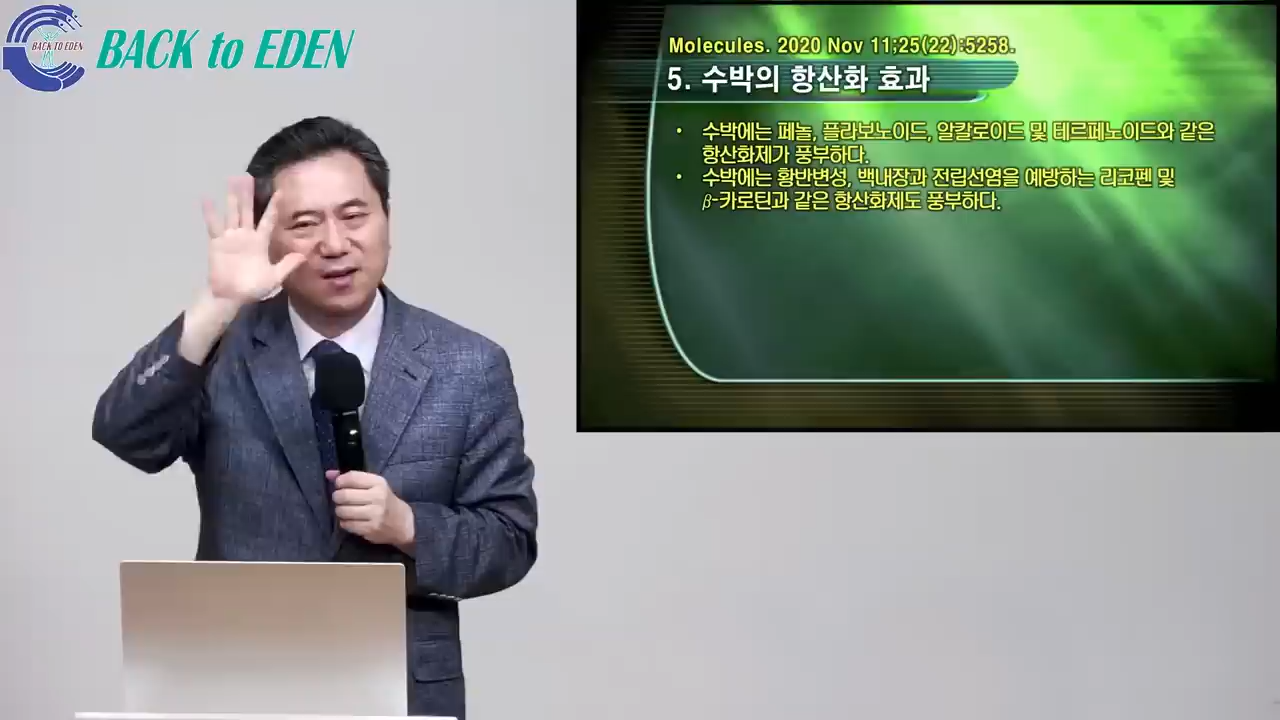 BACK TO EDEN
BACK to EDEN
Molecules. 2020 Nov 11;25(22):5258.
5. 수박의 항산화 효과
• 수박에는 페놀, 플라보노이드, 알칼로이드 및 테르페노이드와 같은
항산화제가 풍부하다.
• 수박에는 황반변성, 백내장과 전립선염을 예방하는 리코펜 및
β-카로틴과 같은 항산화제도 풍부하다.